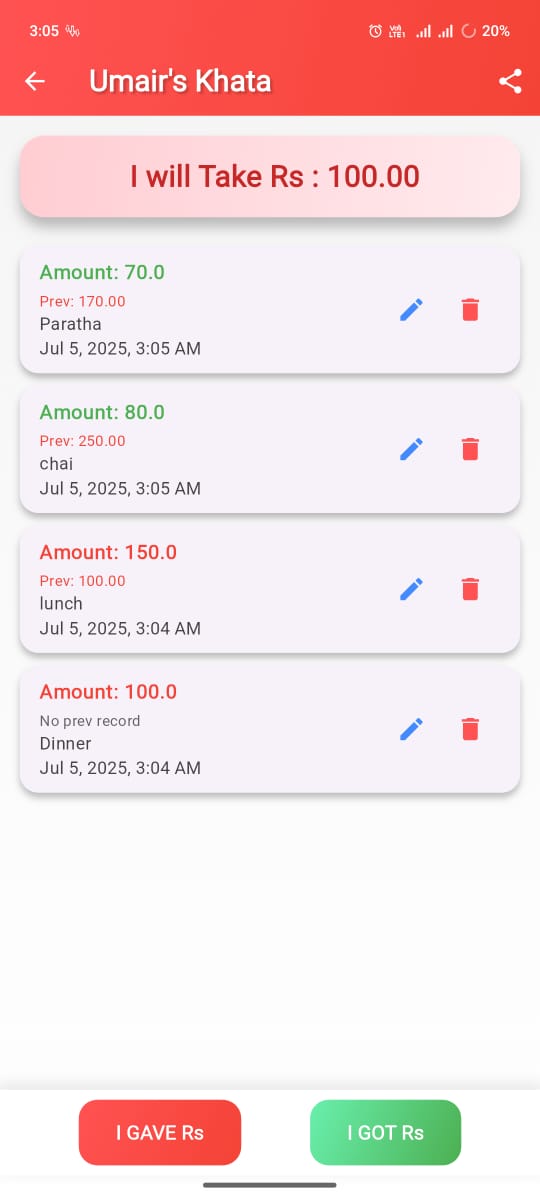 3:05
Vo))
LTE1
20%
Umair's Khata
I will Take Rs : 100.00
Amount: 70.0
Prev: 170.00
Paratha
Jul 5, 2025, 3:05 AM
Amount: 80.0
Prev: 250.00
chai
Jul 5, 2025, 3:05 AM
Amount: 150.0
Prev: 100.00
lunch
Jul 5, 2025, 3:04 AM
Amount: 100.0
No prev record
Dinner
Jul 5, 2025, 3:04 AM
I GAVE Rs
I GOT Rs